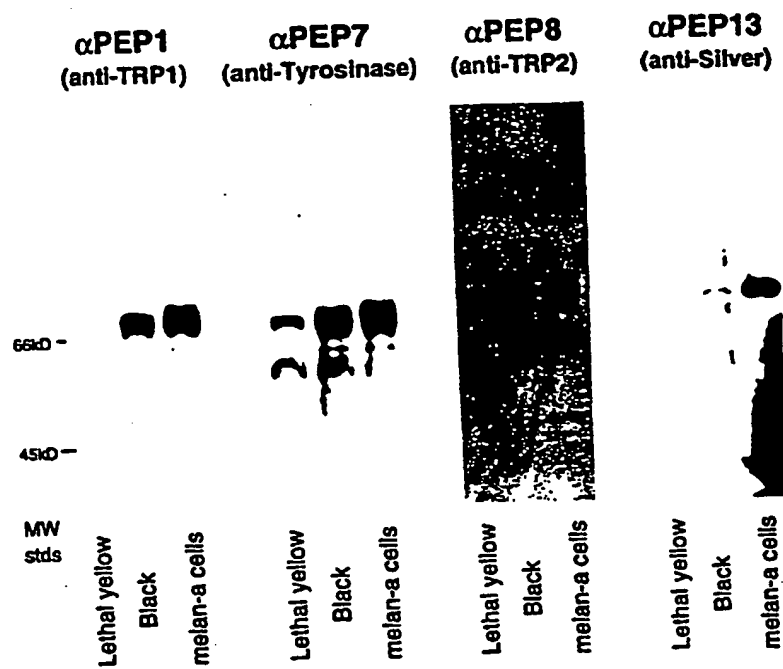 αPEP1
(anti-TRP1)
αPEP7
(anti-Tyrosinase)
αPEP8
(anti-TRP2)
αPEP13
(anti-Silver)
66kD
45kD
MW
stds
Lethal yellow
Black
melan-a cells
Lethal yellow
Black
melan-a cells
Lethal yellow
Black
melan-a cells
Lethal yellow
Black
melan-a cells